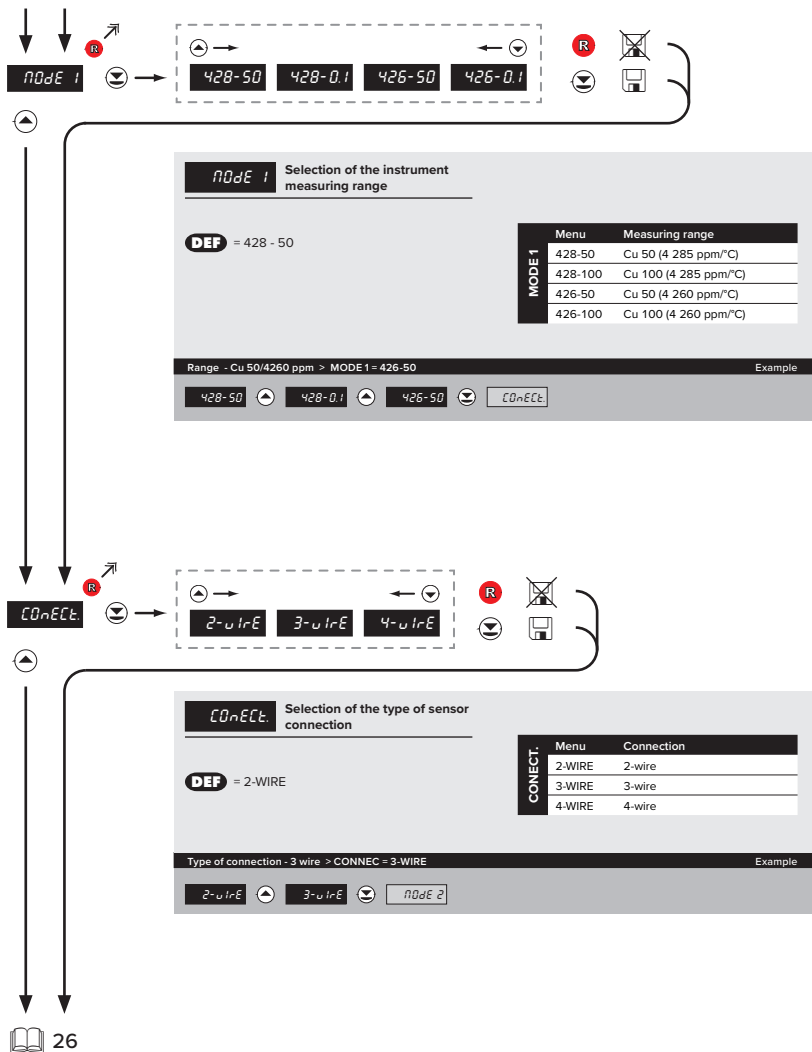 R
MODE 1
428-50 428-0.1 426-50 426-0.1
R
MODE 1
Selection of the instrument
measuring range
DEF = 428 - 50
MODE 1
Menu Measuring range
428-50 Cu 50 (4 285 ppm/°C)
428-100 Cu 100 (4 285 ppm/°C)
426-50 Cu 50 (4 260 ppm/°C)
426-100 Cu 100 (4 260 ppm/°C)
Range - Cu 50/4260 ppm > MODE 1 = 426-50 Example
428-50 428-0.1 426-50 COnECt.
R
COnECt.
2-wIrE 3-wIrE 4-wIrE
R
COnECt.
Selection of the type of sensor
connection
DEF = 2-WIRE
CONECT.
Menu Connection
2-WIRE 2-wire
3-WIRE 3-wire
4-WIRE 4-wire
Type of connection - 3 wire > CONNEC = 3-WIRE Example
2-wIrE 3-wIrE MODE 2
26